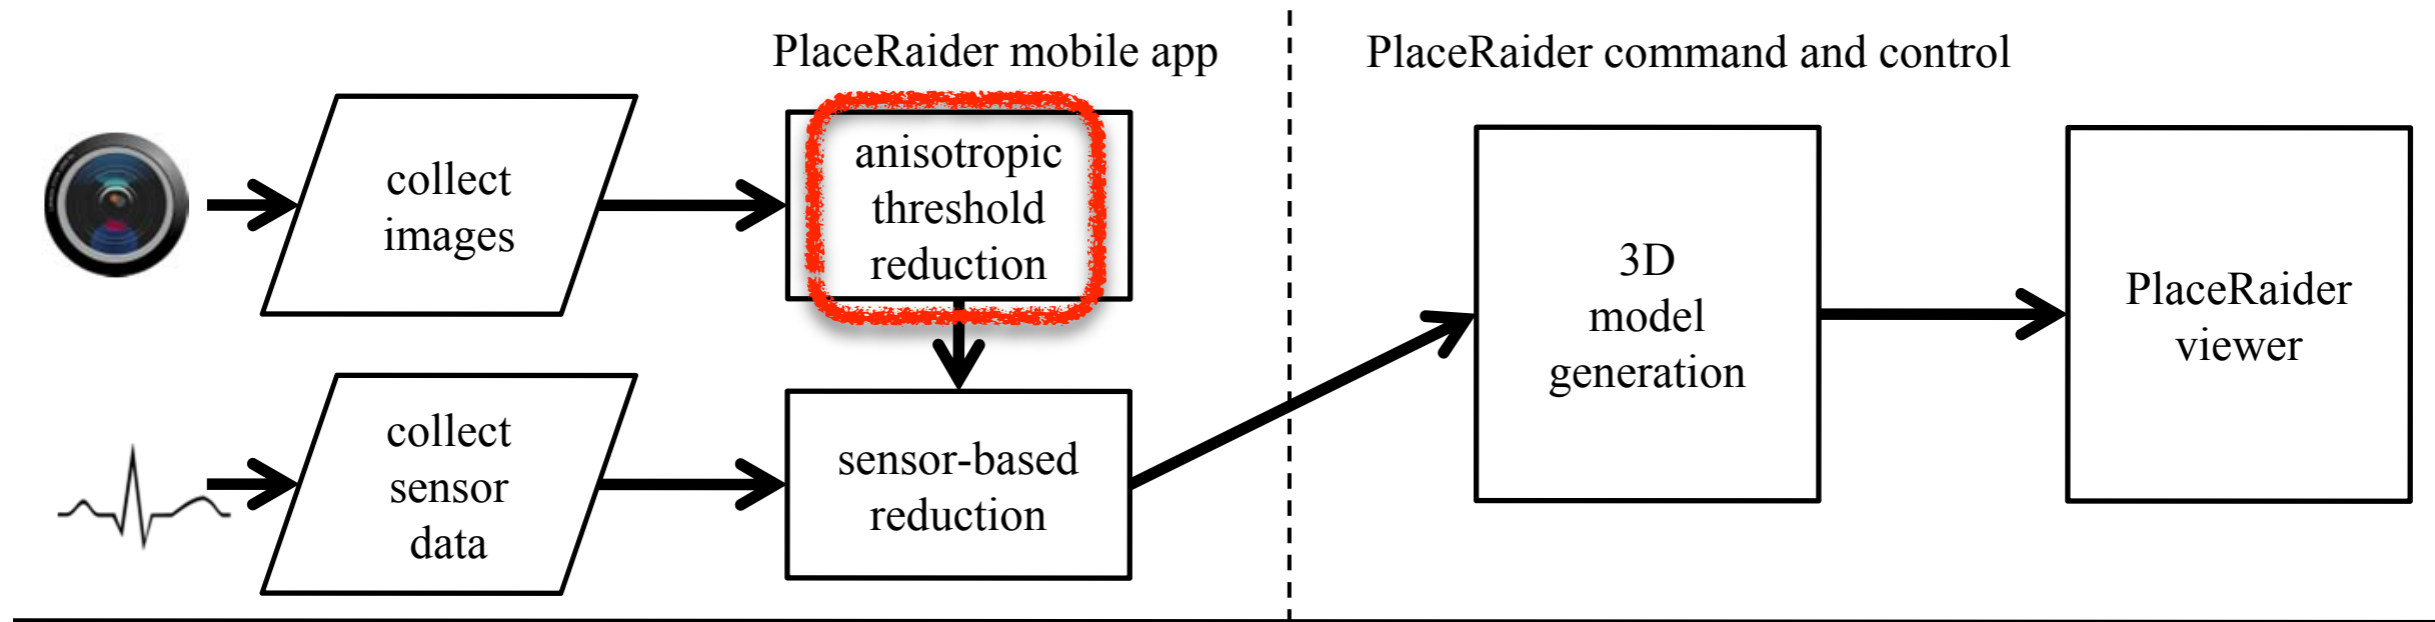 PlaceRaider mobile app
PlaceRaider command and control
collect
images
anisotropic
threshold
reduction
collect
sensor
data
sensor-based
reduction
3D
model
generation
PlaceRaider
viewer